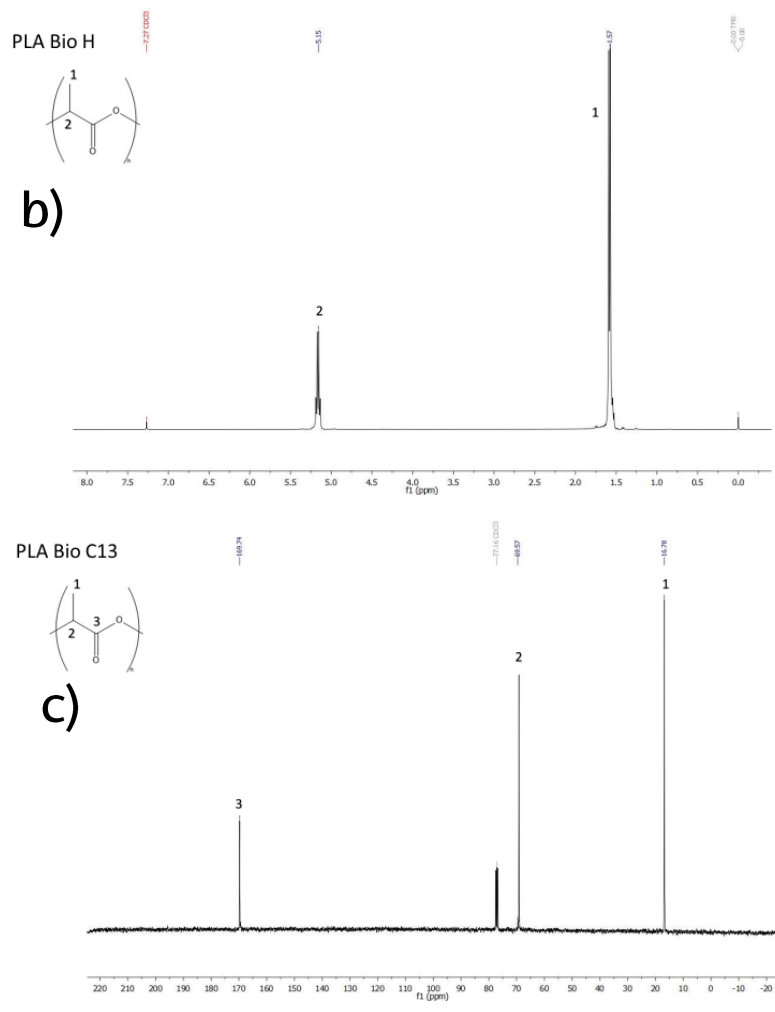 PLA Bio H
7.27 CDCl3
5.15
1.57
0.00 TMS
0.00
1
2
O
O
n
b)
1
2
8.0 7.5 7.0 6.5 6.0 5.5 5.0 4.5 4.0 3.5 3.0 2.5 2.0 1.5 1.0 0.5 0.0
f1 (ppm)
PLA Bio C13
169.74
77.16 CDCl3
69.57
16.78
1
2
3
O
O
n
c)
1
2
3
220 210 200 190 180 170 160 150 140 130 120 110 100 90 80 70 60 50 40 30 20 10 0 -10 -20
f1 (ppm)